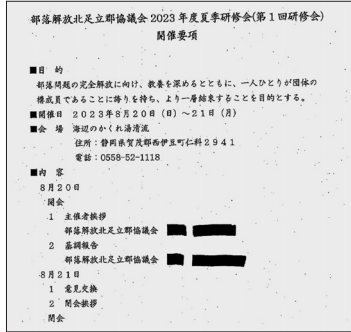 部落解放北足立郡協議会2023年度夏季研修会(第1回研修会)
開催要項
■目　的
部落問題の完全解放に向け、教養を深めるとともに、一人ひとりが団体の
構成員であることに誇りを持ち、より一層結束することを目的とする。
■開催日　2023年8月20日（日）～21日（月）
■会　場　海辺のかくれ湯清流
住所：静岡県賀茂郡西伊豆町仁科2941
電話：0558-52-1118
■内　容
8月20日
開会
1　主催者挨拶
部落解放北足立郡協議会
2　基調報告
部落解放北足立郡協議会
8月21日
1　意見交換
2　閉会挨拶
閉会